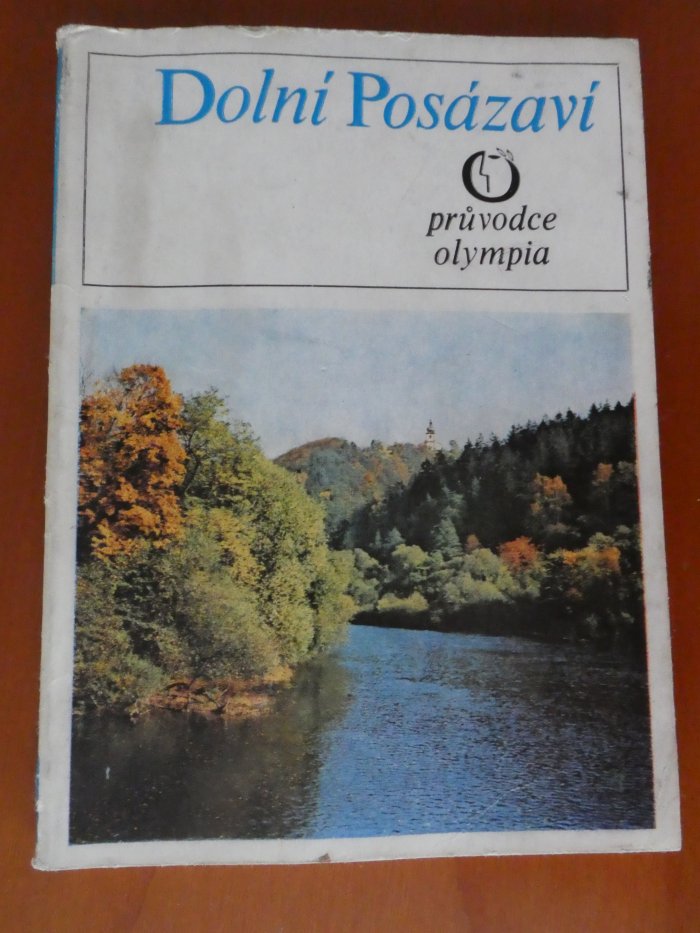 Dolní Posázaví
průvodce
olympia